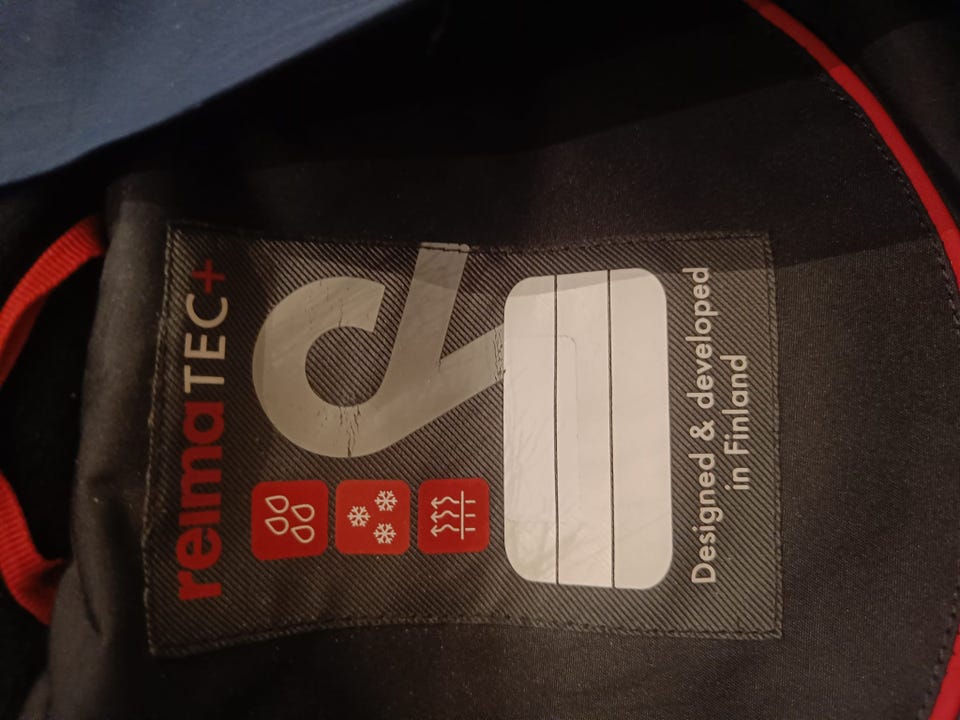 reimaTEC+
Designed & developed
in Finland